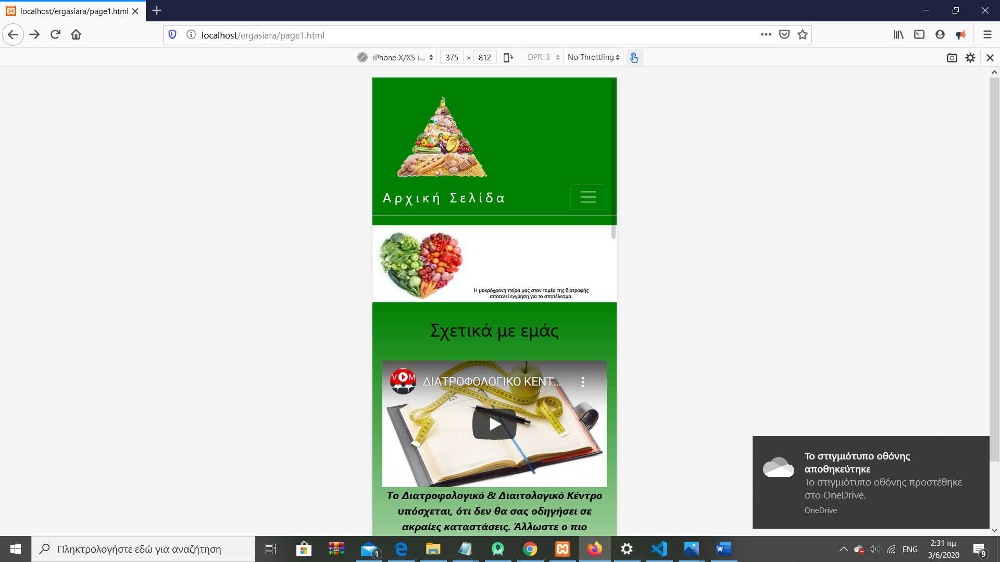 localhost/ergasiara/page1.html
localhost/ergasiara/page1.html
iPhone X/XS i... 375 × 812 DPR: 3 No Throttling
Αρχική Σελίδα
Η μακρόχρονη πείρα μας στον τομέα της διατροφής
αποτελεί εγγύηση για το αποτέλεσμα.
Σχετικά με εμάς
V M ΔΙΑΤΡΟΦΟΛΟΓΙΚΟ ΚΕΝΤ...
Το Διατροφολογικό & Διαιτολογικό Κέντρο
υπόσχεται, ότι δεν θα σας οδηγήσει σε
ακραίες καταστάσεις. Άλλωστε ο πιο
Το στιγμιότυπο οθόνης
αποθηκεύτηκε
Το στιγμιότυπο οθόνης προστέθηκε
στο OneDrive.
OneDrive
Πληκτρολογήστε εδώ για αναζήτηση
1
ENG
2:31 πμ
3/6/2020
9